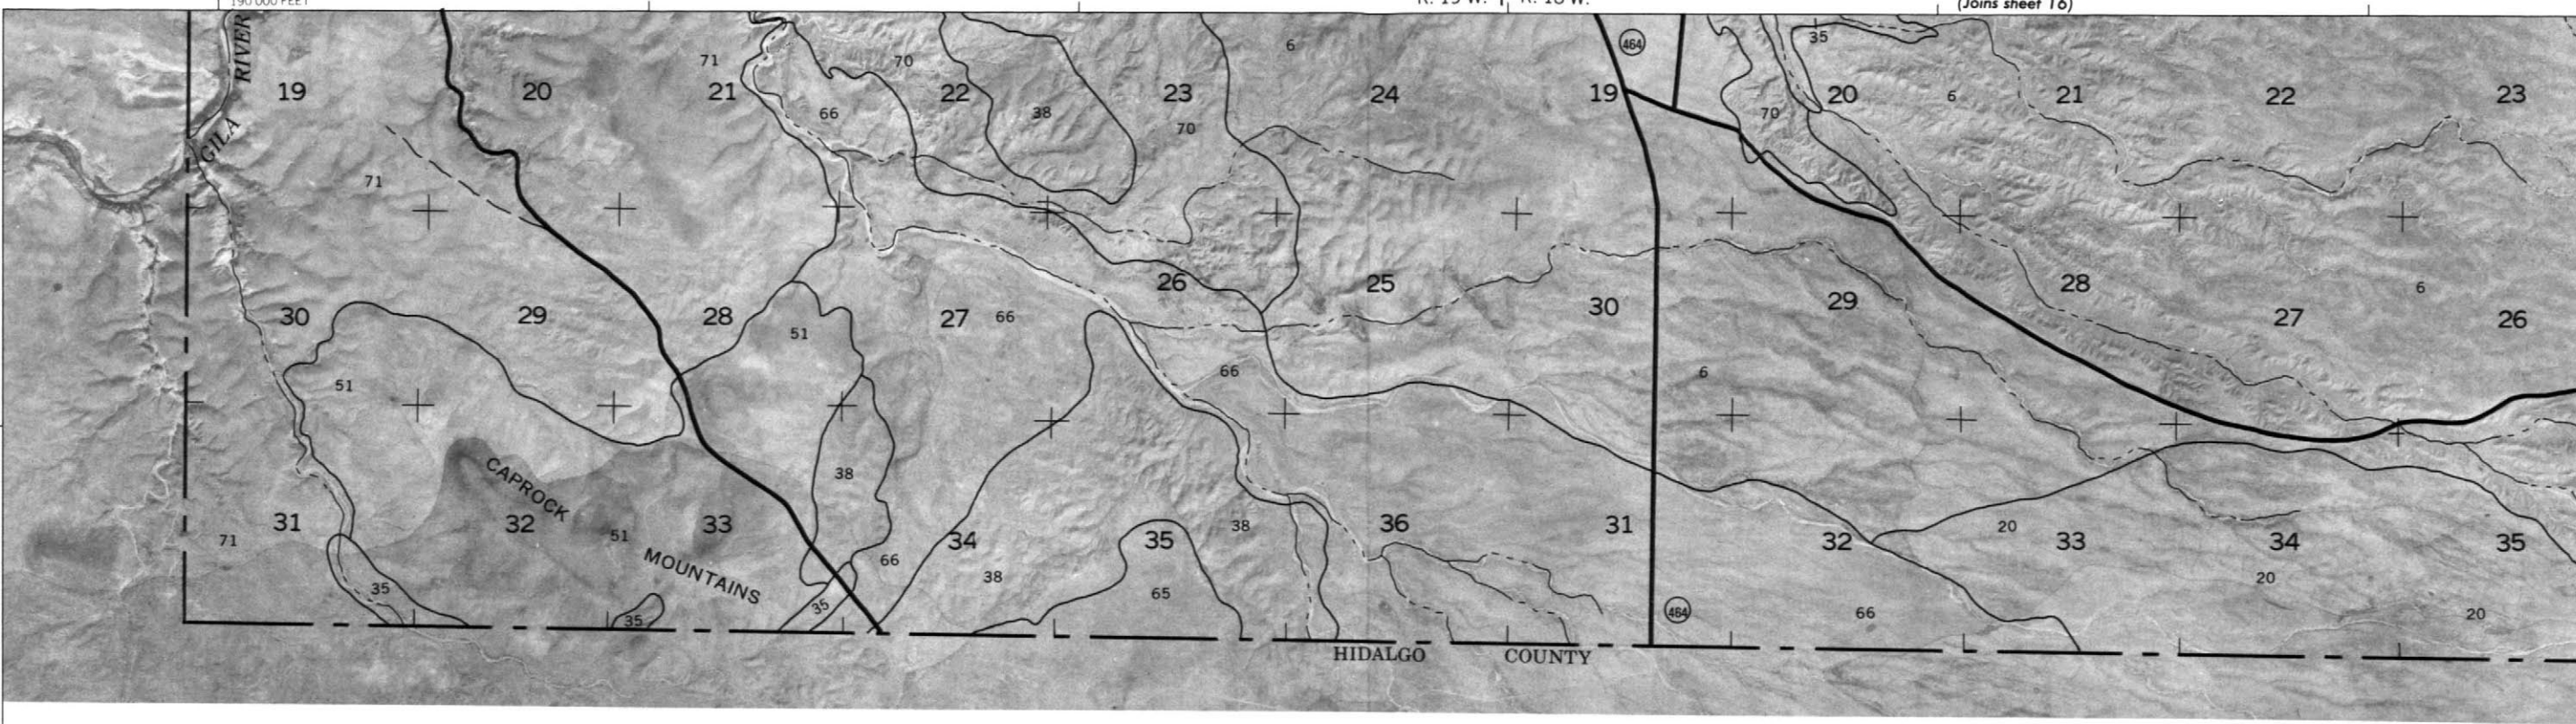 190 000 FEET
R. 19 W. R. 18 W.
(Joins sheet 16)
RIVER
GILA
464
35
19 20 71 21 70 22 38 23 6 24 19 70 20 6 21 22 23
66 70
71
30 29 28 51 27 66 26 25 30 29 28 27 6 26
51 66 6
CAPROCK
MOUNTAINS
38
71 31 32 51 33 66 34 35 38 36 31 32 20 33 34 35
35 35 35 38 65 464 66 20 20
HIDALGO COUNTY